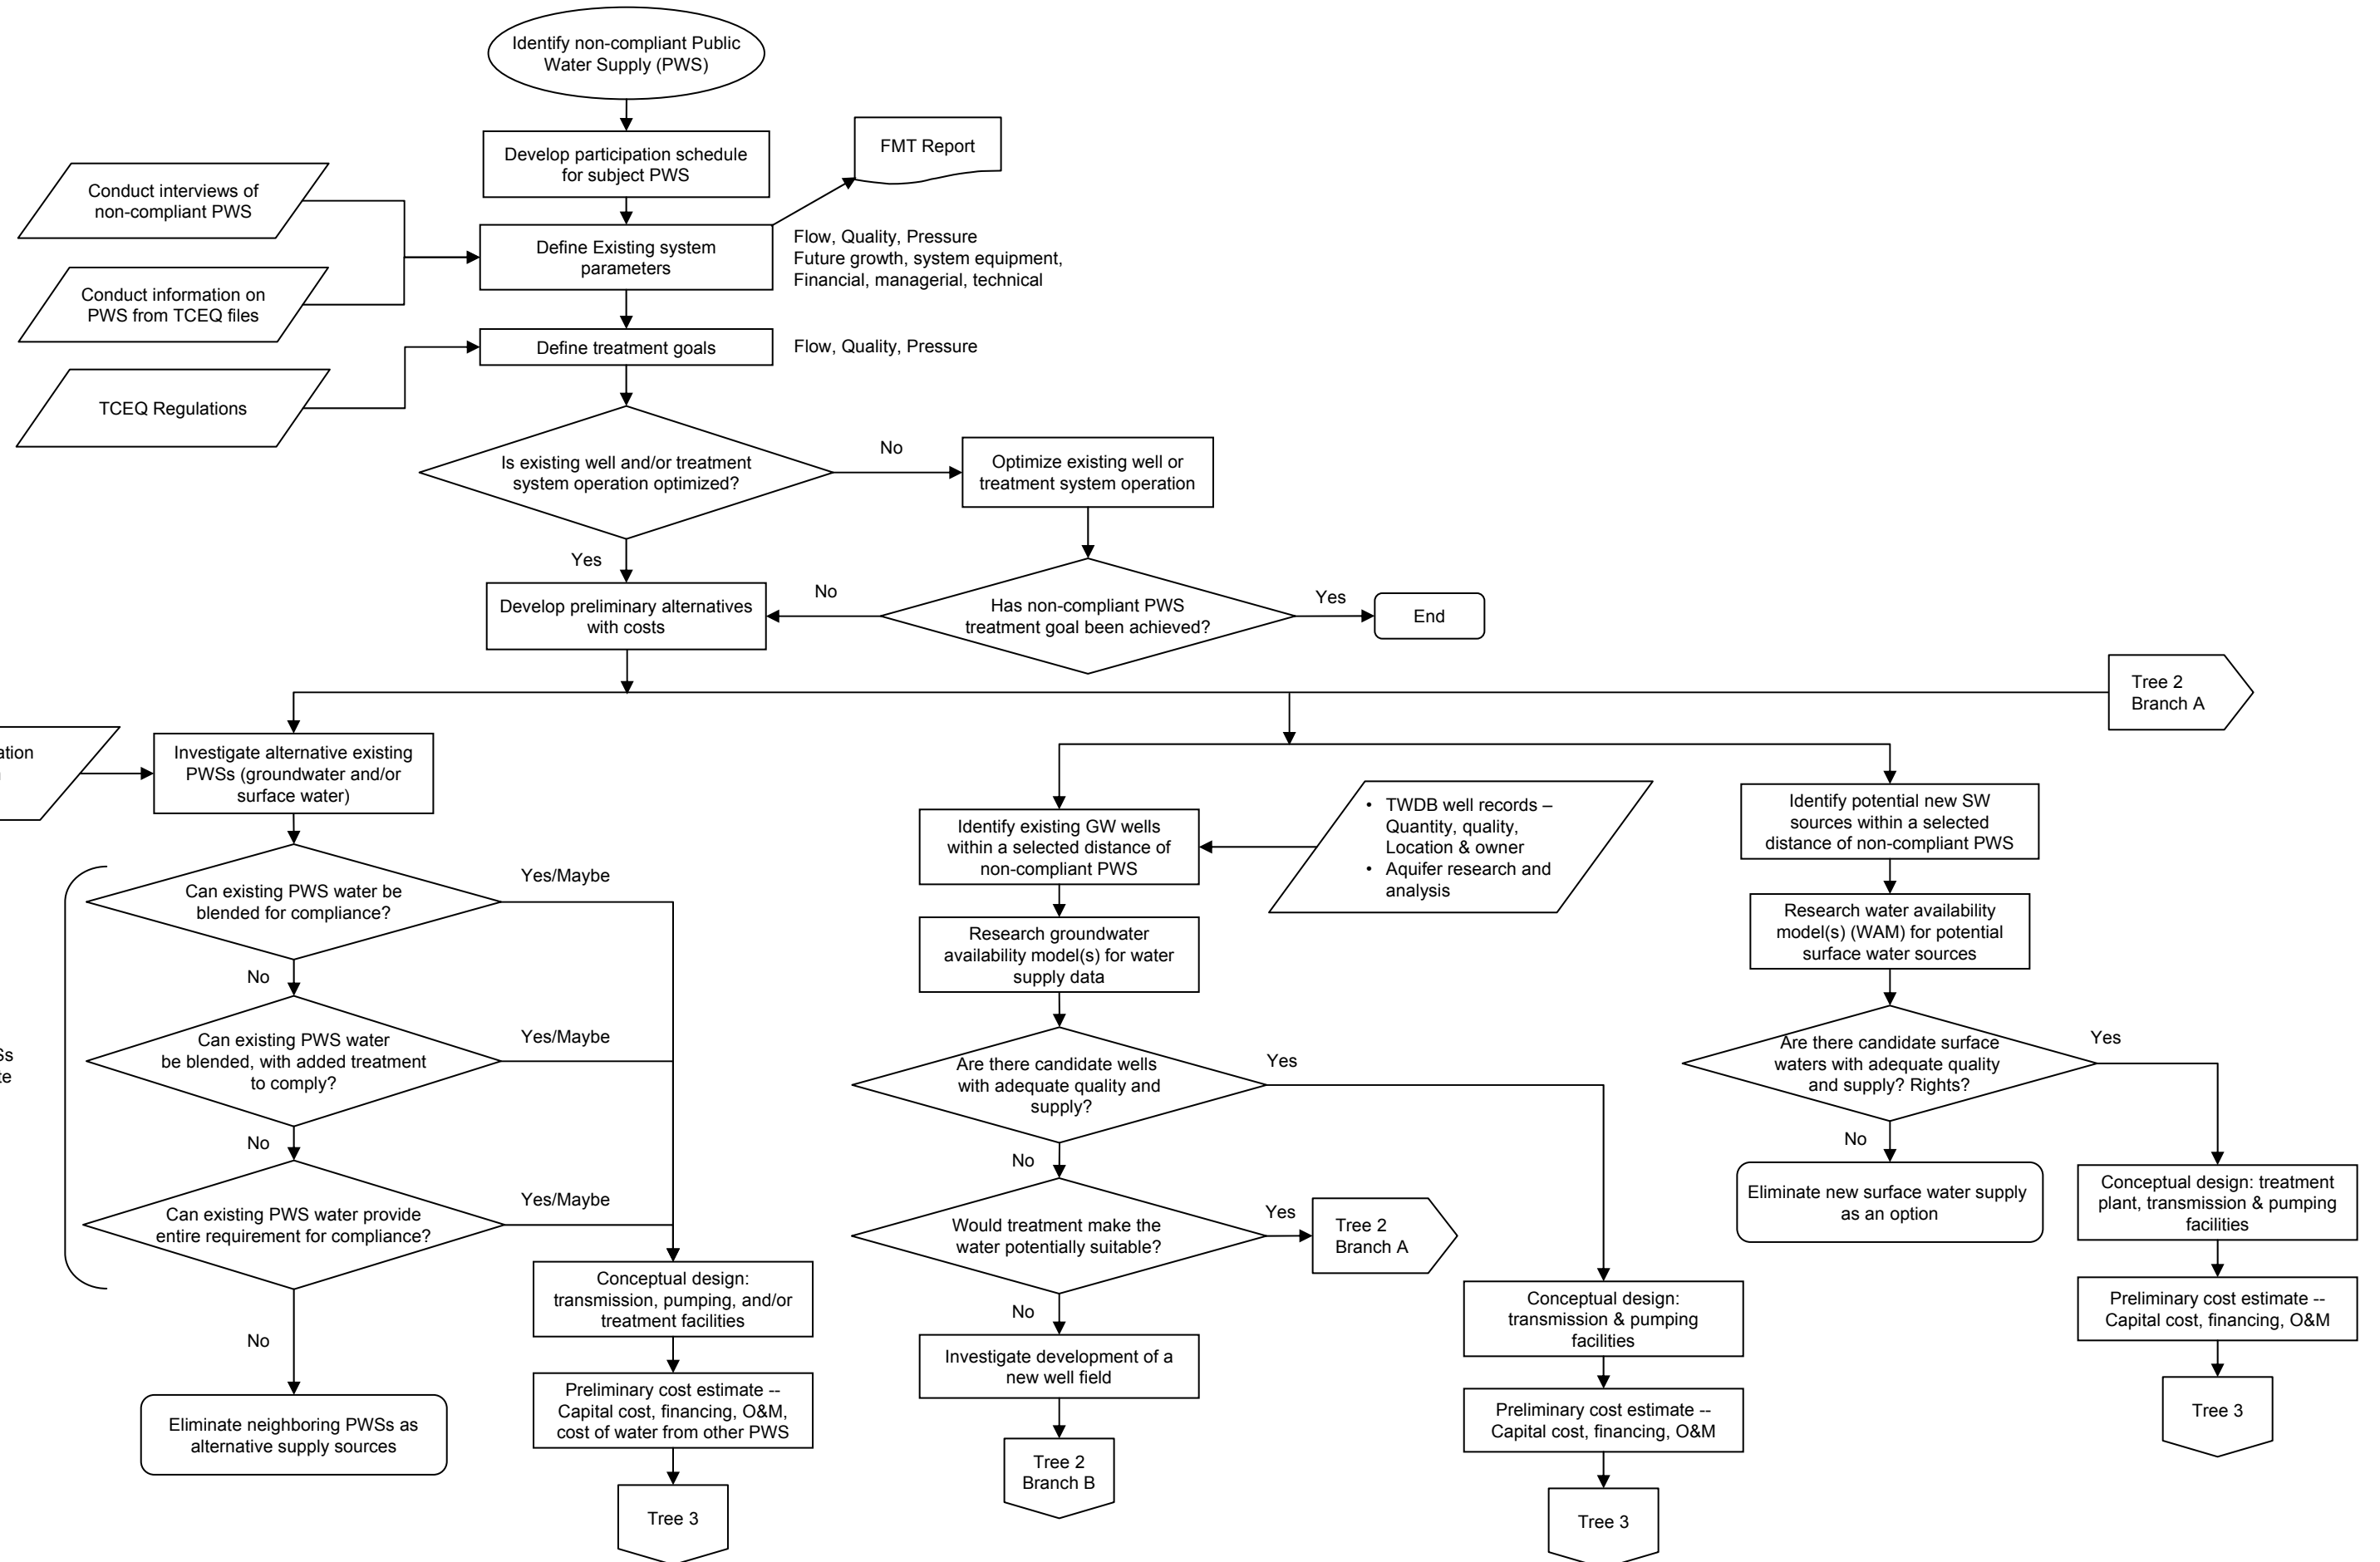 Identify non-compliant Public
Water Supply (PWS)
Develop participation schedule
for subject PWS
FMT Report
Conduct interviews of
non-compliant PWS
Define Existing system
parameters
Flow, Quality, Pressure
Future growth, system equipment,
Financial, managerial, technical
Conduct information on
PWS from TCEQ files
Define treatment goals
Flow, Quality, Pressure
TCEQ Regulations
Is existing well and/or treatment
system operation optimized?
No
Optimize existing well or
treatment system operation
Yes
Develop preliminary alternatives
with costs
No
Has non-compliant PWS
treatment goal been achieved?
Yes
End
Tree 2
Branch A
Investigate alternative existing
PWSs (groundwater and/or
surface water)
Can existing PWS water be
blended for compliance?
Yes/Maybe
No
Can existing PWS water
be blended, with added treatment
to comply?
Yes/Maybe
No
Can existing PWS water provide
entire requirement for compliance?
Yes/Maybe
No
Eliminate neighboring PWSs as
alternative supply sources
Conceptual design:
transmission, pumping, and/or
treatment facilities
Preliminary cost estimate --
Capital cost, financing, O&M,
cost of water from other PWS
Tree 3
Identify existing GW wells
within a selected distance of
non-compliant PWS
• TWDB well records –
Quantity, quality,
Location & owner
• Aquifer research and
analysis
Research groundwater
availability model(s) for water
supply data
Are there candidate wells
with adequate quality and
supply?
Yes
No
Would treatment make the
water potentially suitable?
Yes
Tree 2
Branch A
No
Investigate development of a
new well field
Tree 2
Branch B
Conceptual design:
transmission & pumping
facilities
Preliminary cost estimate --
Capital cost, financing, O&M
Tree 3
Identify potential new SW
sources within a selected
distance of non-compliant PWS
Research water availability
model(s) (WAM) for potential
surface water sources
Are there candidate surface
waters with adequate quality
and supply? Rights?
Yes
No
Eliminate new surface water supply
as an option
Conceptual design: treatment
plant, transmission & pumping
facilities
Preliminary cost estimate --
Capital cost, financing, O&M
Tree 3